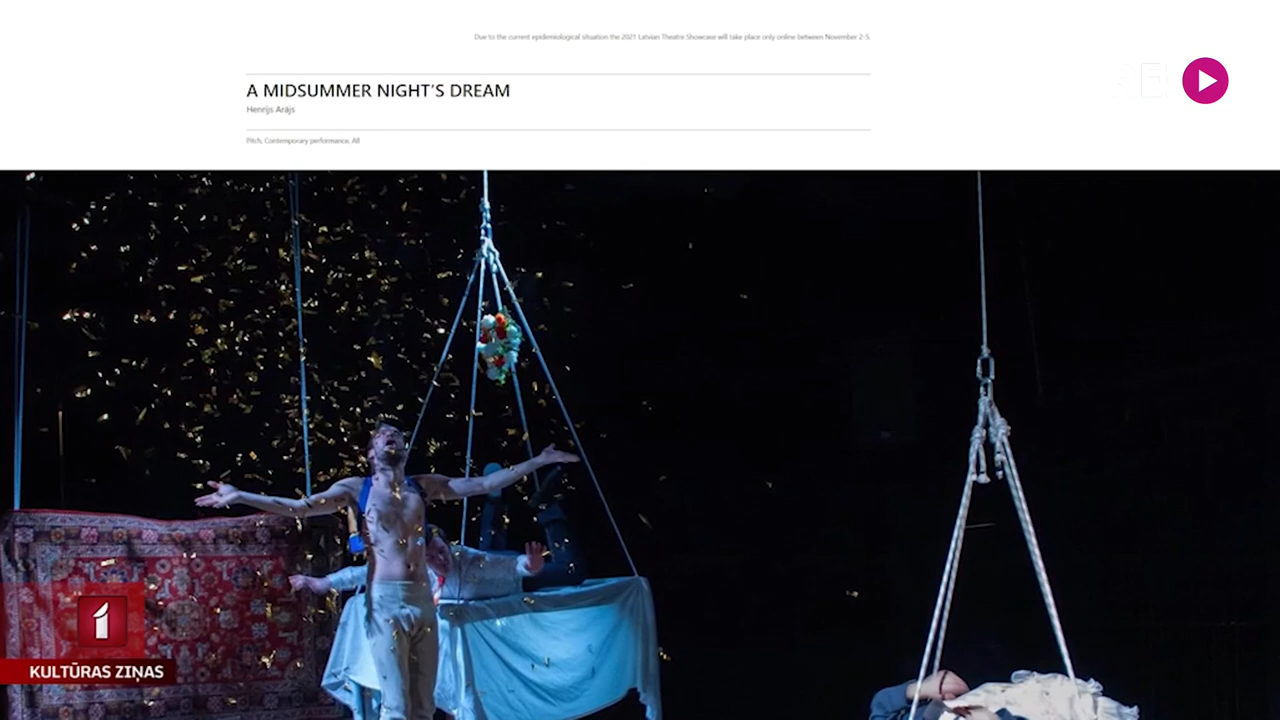 Due to the current epidemiological situation the 2021 Latvian Theatre Showcase will take place only online between November 2-5.
A MIDSUMMER NIGHT'S DREAM
Henrijs Arājs
Pitch, Contemporary performance, All
1
KULTŪRAS ZIŅAS